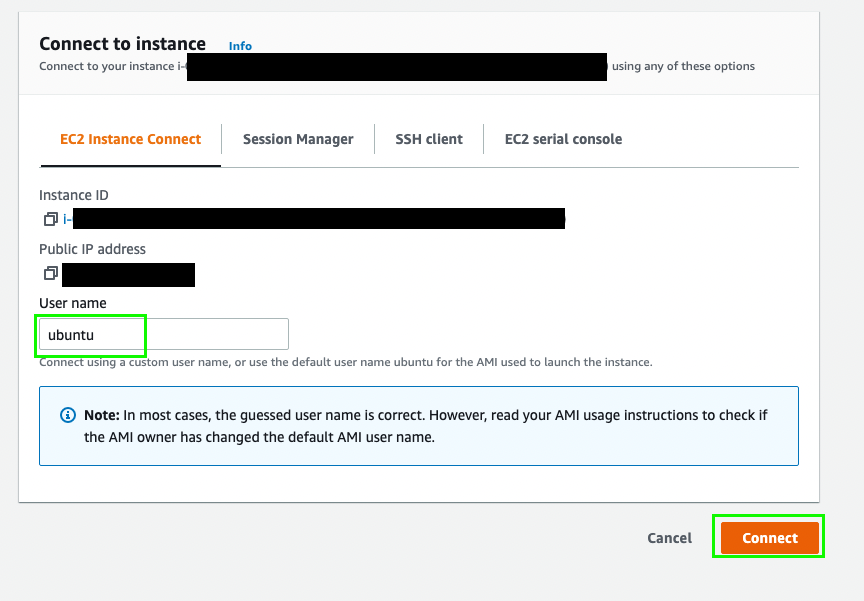 Connect to instance Info
Connect to your instance i- using any of these options
EC2 Instance Connect
Session Manager
SSH client
EC2 serial console
Instance ID
i-
Public IP address
User name
ubuntu
Connect using a custom user name, or use the default user name ubuntu for the AMI used to launch the instance.
Note: In most cases, the guessed user name is correct. However, read your AMI usage instructions to check if
the AMI owner has changed the default AMI user name.
Cancel
Connect